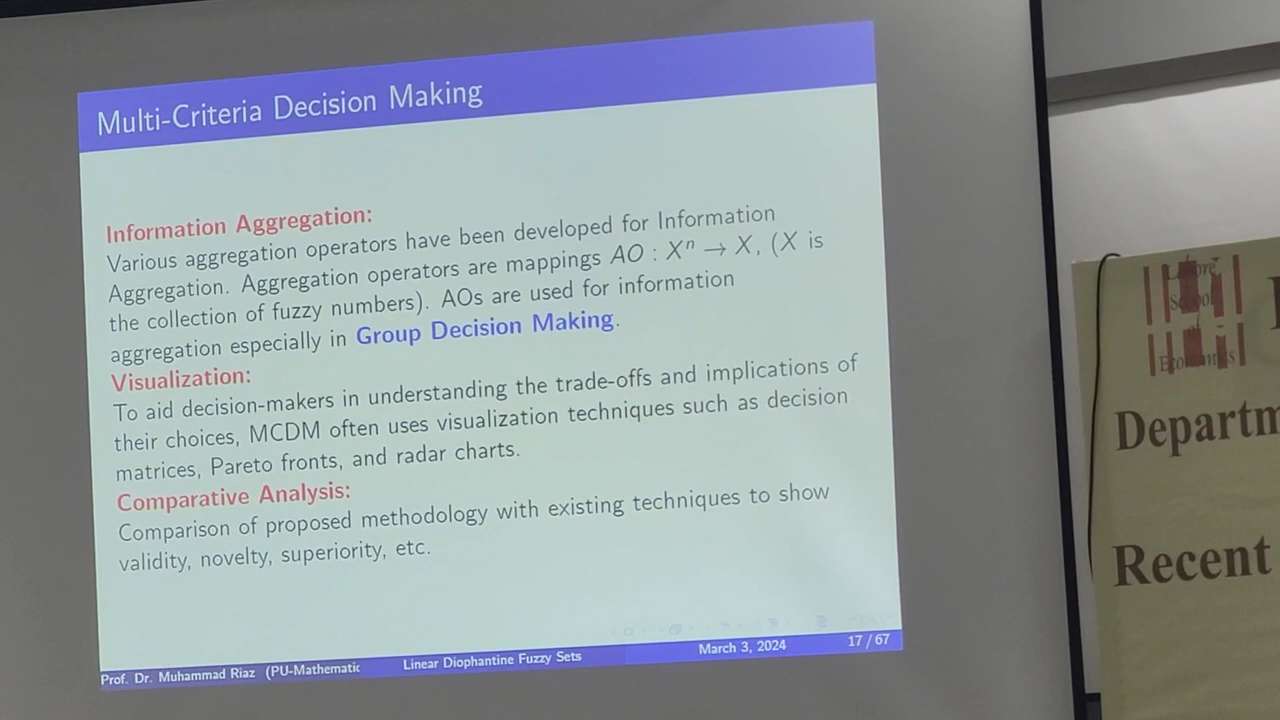 Multi-Criteria Decision Making
Information Aggregation:
Various aggregation operators have been developed for Information
Aggregation. Aggregation operators are mappings AO : Xⁿ → X, (X is
the collection of fuzzy numbers). AOs are used for information
aggregation especially in Group Decision Making.
Visualization:
To aid decision-makers in understanding the trade-offs and implications of
their choices, MCDM often uses visualization techniques such as decision
matrices, Pareto fronts, and radar charts.
Comparative Analysis:
Comparison of proposed methodology with existing techniques to show
validity, novelty, superiority, etc.
Prof. Dr. Muhammad Riaz (PU-Mathematic
Linear Diophantine Fuzzy Sets
March 3, 2024
17 / 67
School
of
Economics
Departm
Recent